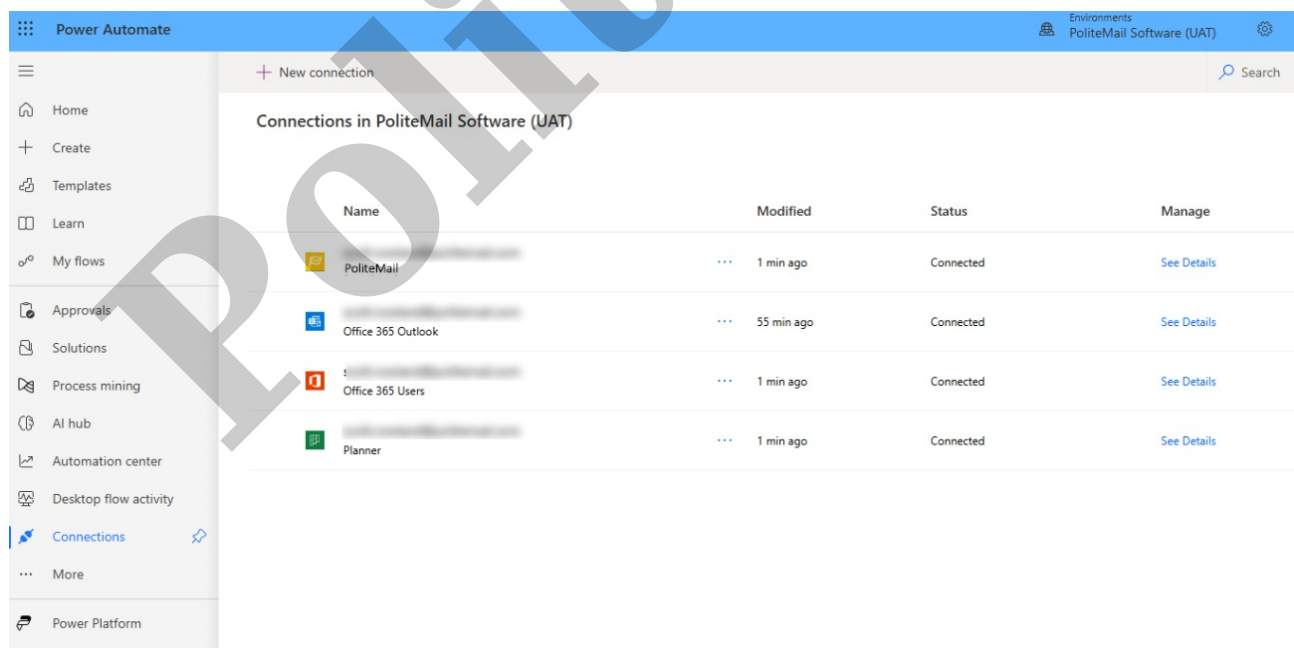 Power Automate
Environments
PoliteMail Software (UAT)
New connection
Search
Home
Create
Templates
Learn
My flows
Approvals
Solutions
Process mining
AI hub
Automation center
Desktop flow activity
Connections
More
Power Platform
Connections in PoliteMail Software (UAT)
Name Modified Status Manage
PoliteMail ... 1 min ago Connected See Details
Office 365 Outlook ... 55 min ago Connected See Details
Office 365 Users ... 1 min ago Connected See Details
Planner ... 1 min ago Connected See Details
Polit